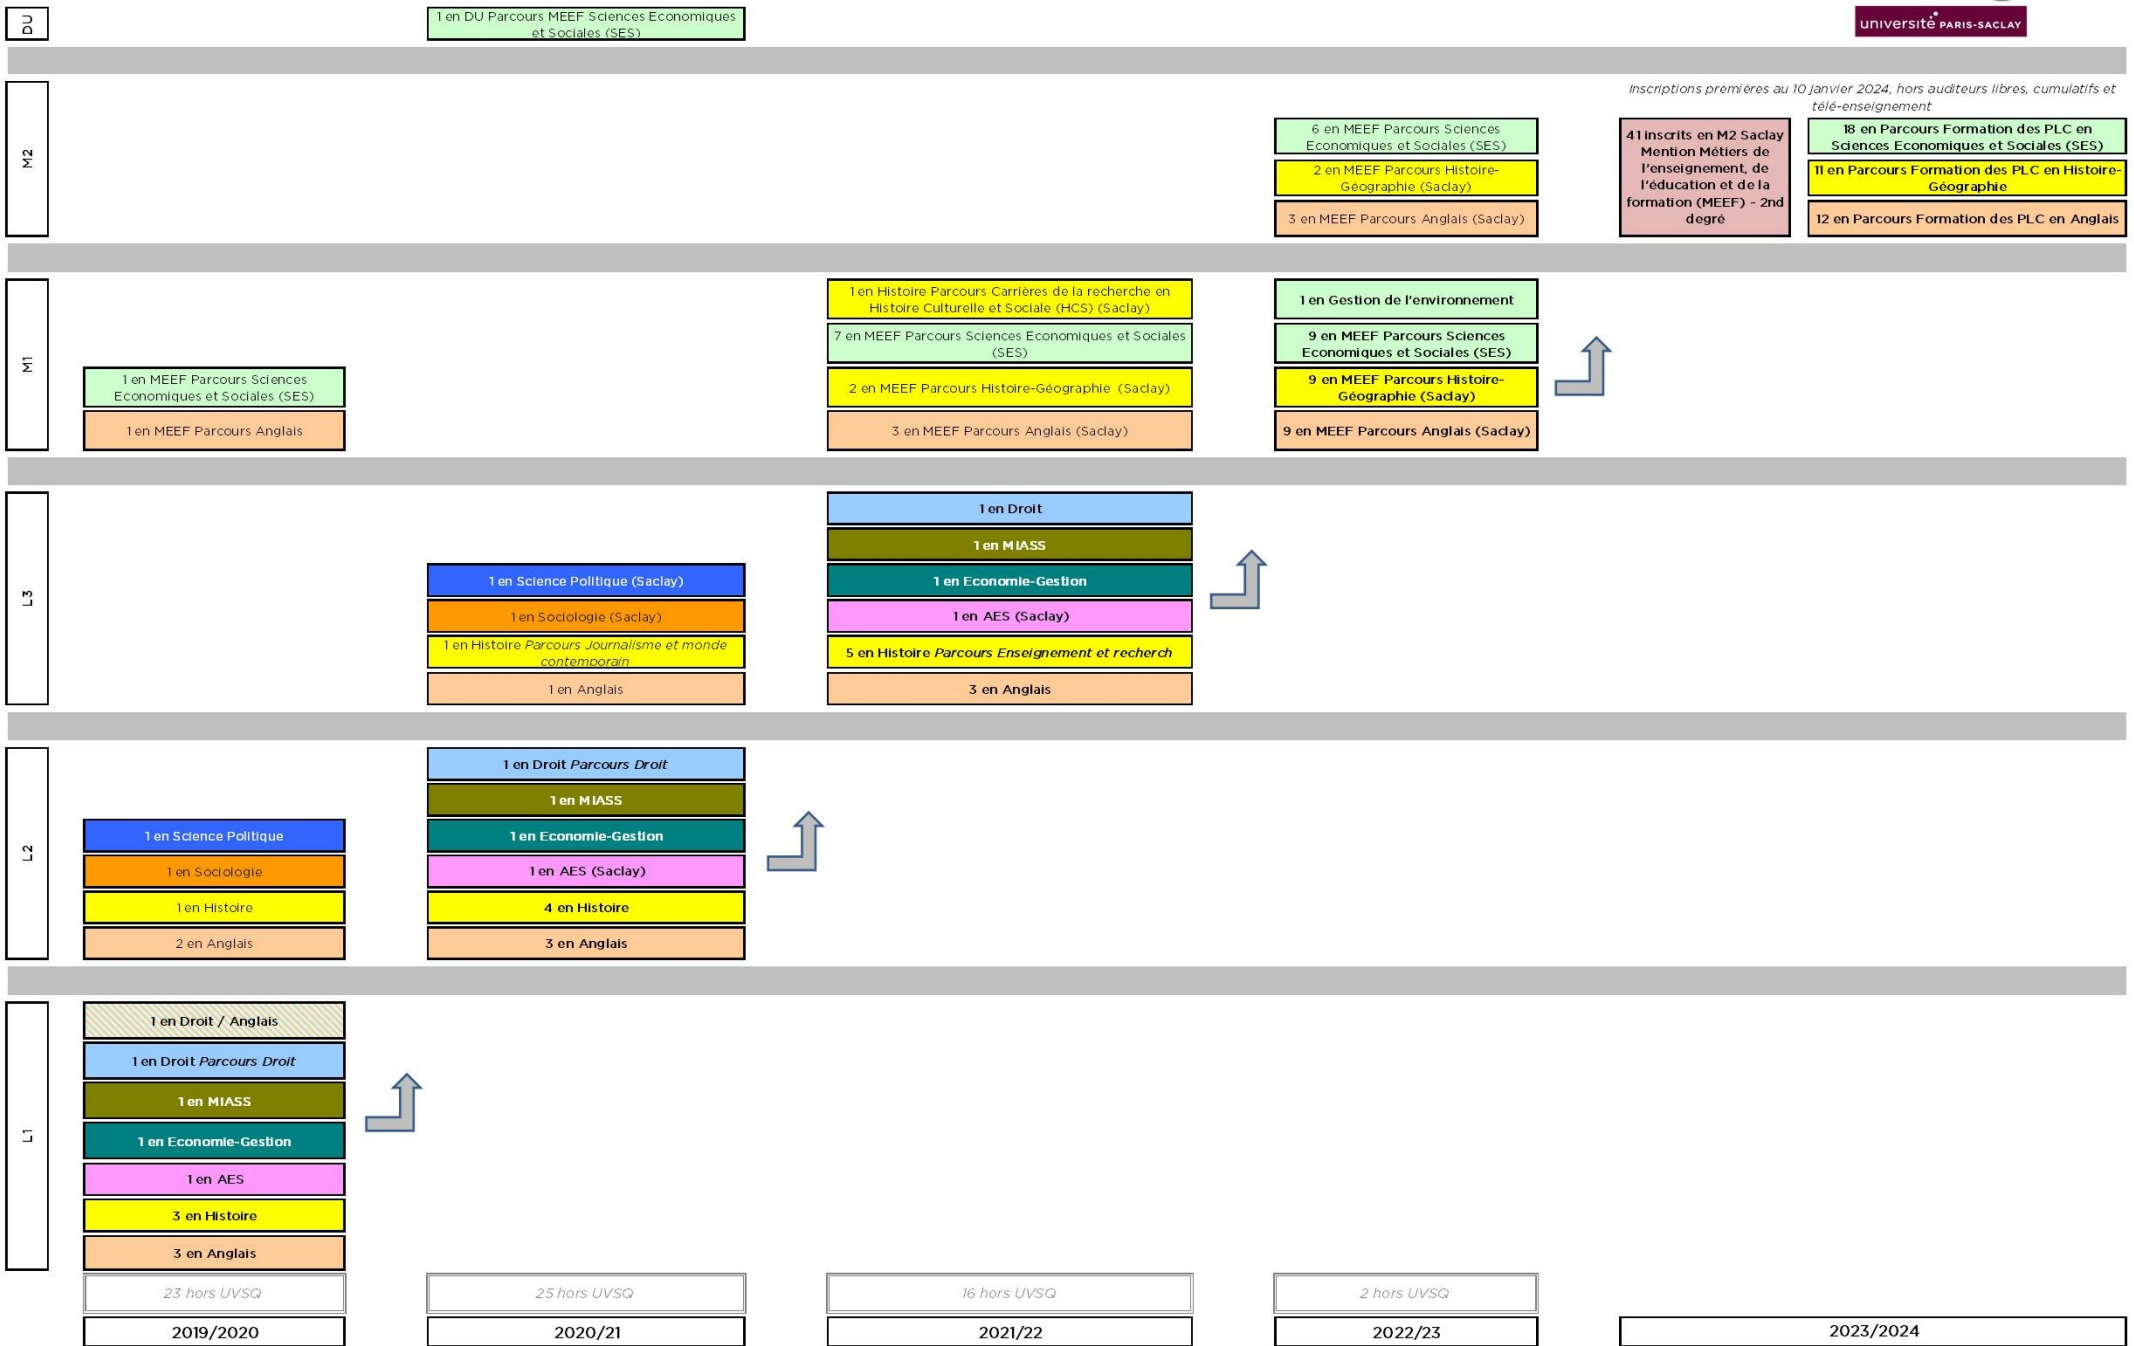 DU
1 en DU Parcours MEEF Sciences Economiques
et Sociales (SES)
université PARIS-SACLAY
Inscriptions premières au 10 janvier 2024, hors auditeurs libres, cumulatifs et
télé-enseignement
M2
6 en MEEF Parcours Sciences
Economiques et Sociales (SES)
2 en MEEF Parcours Histoire-
Géographie (Saclay)
3 en MEEF Parcours Anglais (Saclay)
41 inscrits en M2 Saclay
Mention Métiers de
l'enseignement, de
l'éducation et de la
formation (MEEF) - 2nd
degré
18 en Parcours Formation des PLC en
Sciences Economiques et Sociales (SES)
11 en Parcours Formation des PLC en Histoire-
Géographie
12 en Parcours Formation des PLC en Anglais
M1
1 en MEEF Parcours Sciences
Economiques et Sociales (SES)
1 en MEEF Parcours Anglais
1 en Histoire Parcours Carrières de la recherche en
Histoire Culturelle et Sociale (HCS) (Saclay)
7 en MEEF Parcours Sciences Economiques et Sociales
(SES)
2 en MEEF Parcours Histoire-Géographie (Saclay)
3 en MEEF Parcours Anglais (Saclay)
1 en Gestion de l'environnement
9 en MEEF Parcours Sciences
Economiques et Sociales (SES)
9 en MEEF Parcours Histoire-
Géographie (Saclay)
9 en MEEF Parcours Anglais (Saclay)
L3
1 en Science Politique (Saclay)
1 en Sociologie (Saclay)
1 en Histoire Parcours Journalisme et monde
contemporain
1 en Anglais
1 en Droit
1 en MIASS
1 en Economie-Gestion
1 en AES (Saclay)
5 en Histoire Parcours Enseignement et recherch
3 en Anglais
L2
1 en Science Politique
1 en Sociologie
1 en Histoire
2 en Anglais
1 en Droit Parcours Droit
1 en MIASS
1 en Economie-Gestion
1 en AES (Saclay)
4 en Histoire
3 en Anglais
L1
1 en Droit / Anglais
1 en Droit Parcours Droit
1 en MIASS
1 en Economie-Gestion
1 en AES
3 en Histoire
3 en Anglais
23 hors UVSQ
25 hors UVSQ
16 hors UVSQ
2 hors UVSQ
2019/2020
2020/21
2021/22
2022/23
2023/2024